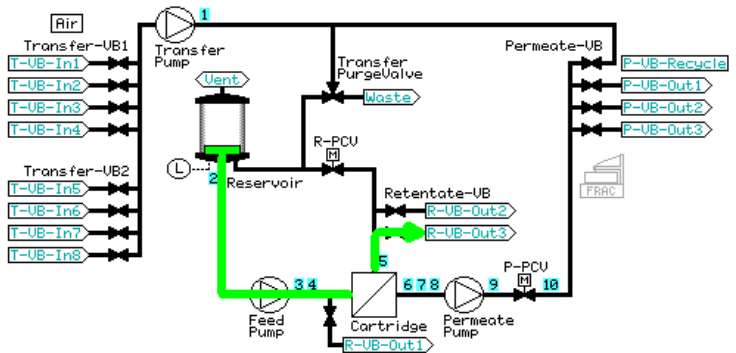 Air
1
Transfer
Pump
Transfer-VB1
T-VB-In1
T-VB-In2
T-VB-In3
T-VB-In4
Transfer-VB2
T-VB-In5
T-VB-In6
T-VB-In7
T-VB-In8
Vent
Transfer
PurgeValve
Waste
R-PCV
M
L
2
Reservoir
Permeate-VB
P-VB-Recycle
P-VB-Out1
P-VB-Out2
P-VB-Out3
FRAC
Retentate-VB
R-VB-Out2
R-VB-Out3
5
P-PCV
M
3 4
6 7 8
9
10
Feed
Pump
Cartridge
Permeate
Pump
R-VB-Out1